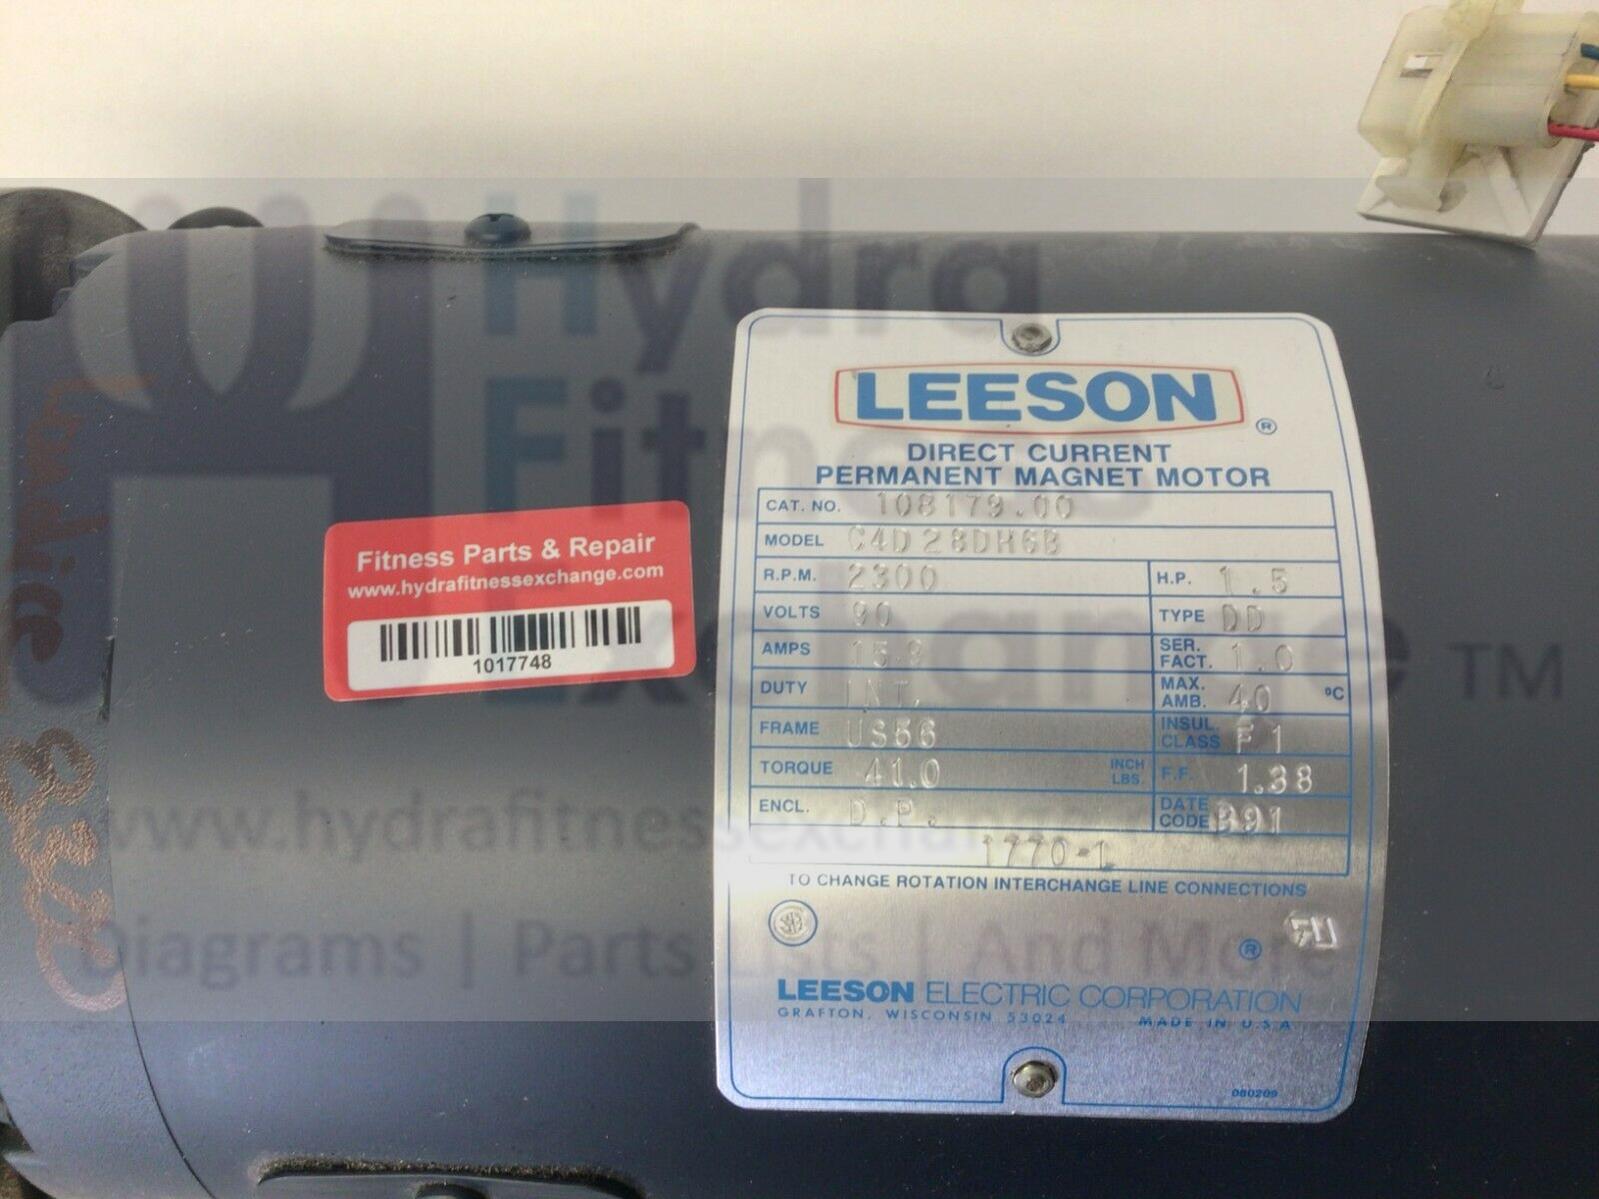 Hydra
Fitness
Exchange TM
www.hydrafitnessexchange.com
Diagrams | Parts Lists | And More
Fitness Parts & Repair
www.hydrafitnessexchange.com
1017748
LEESON ®
DIRECT CURRENT
PERMANENT MAGNET MOTOR
CAT. NO. 108179.00
MODEL C4D28DH6B
R.P.M. 2300 H.P. 1.5
VOLTS 90 TYPE DD
AMPS 15.9 SER. FACT. 1.0
DUTY INT. MAX. AMB. 40 ºC
FRAME US56 INSUL. CLASS F1
TORQUE 41.0 INCH LBS. F.F. 1.38
ENCL. D.P. DATE CODE B91
1770-1
TO CHANGE ROTATION INTERCHANGE LINE CONNECTIONS
®
LEESON ELECTRIC CORPORATION
GRAFTON, WISCONSIN 53024 MADE IN U.S.A
080209